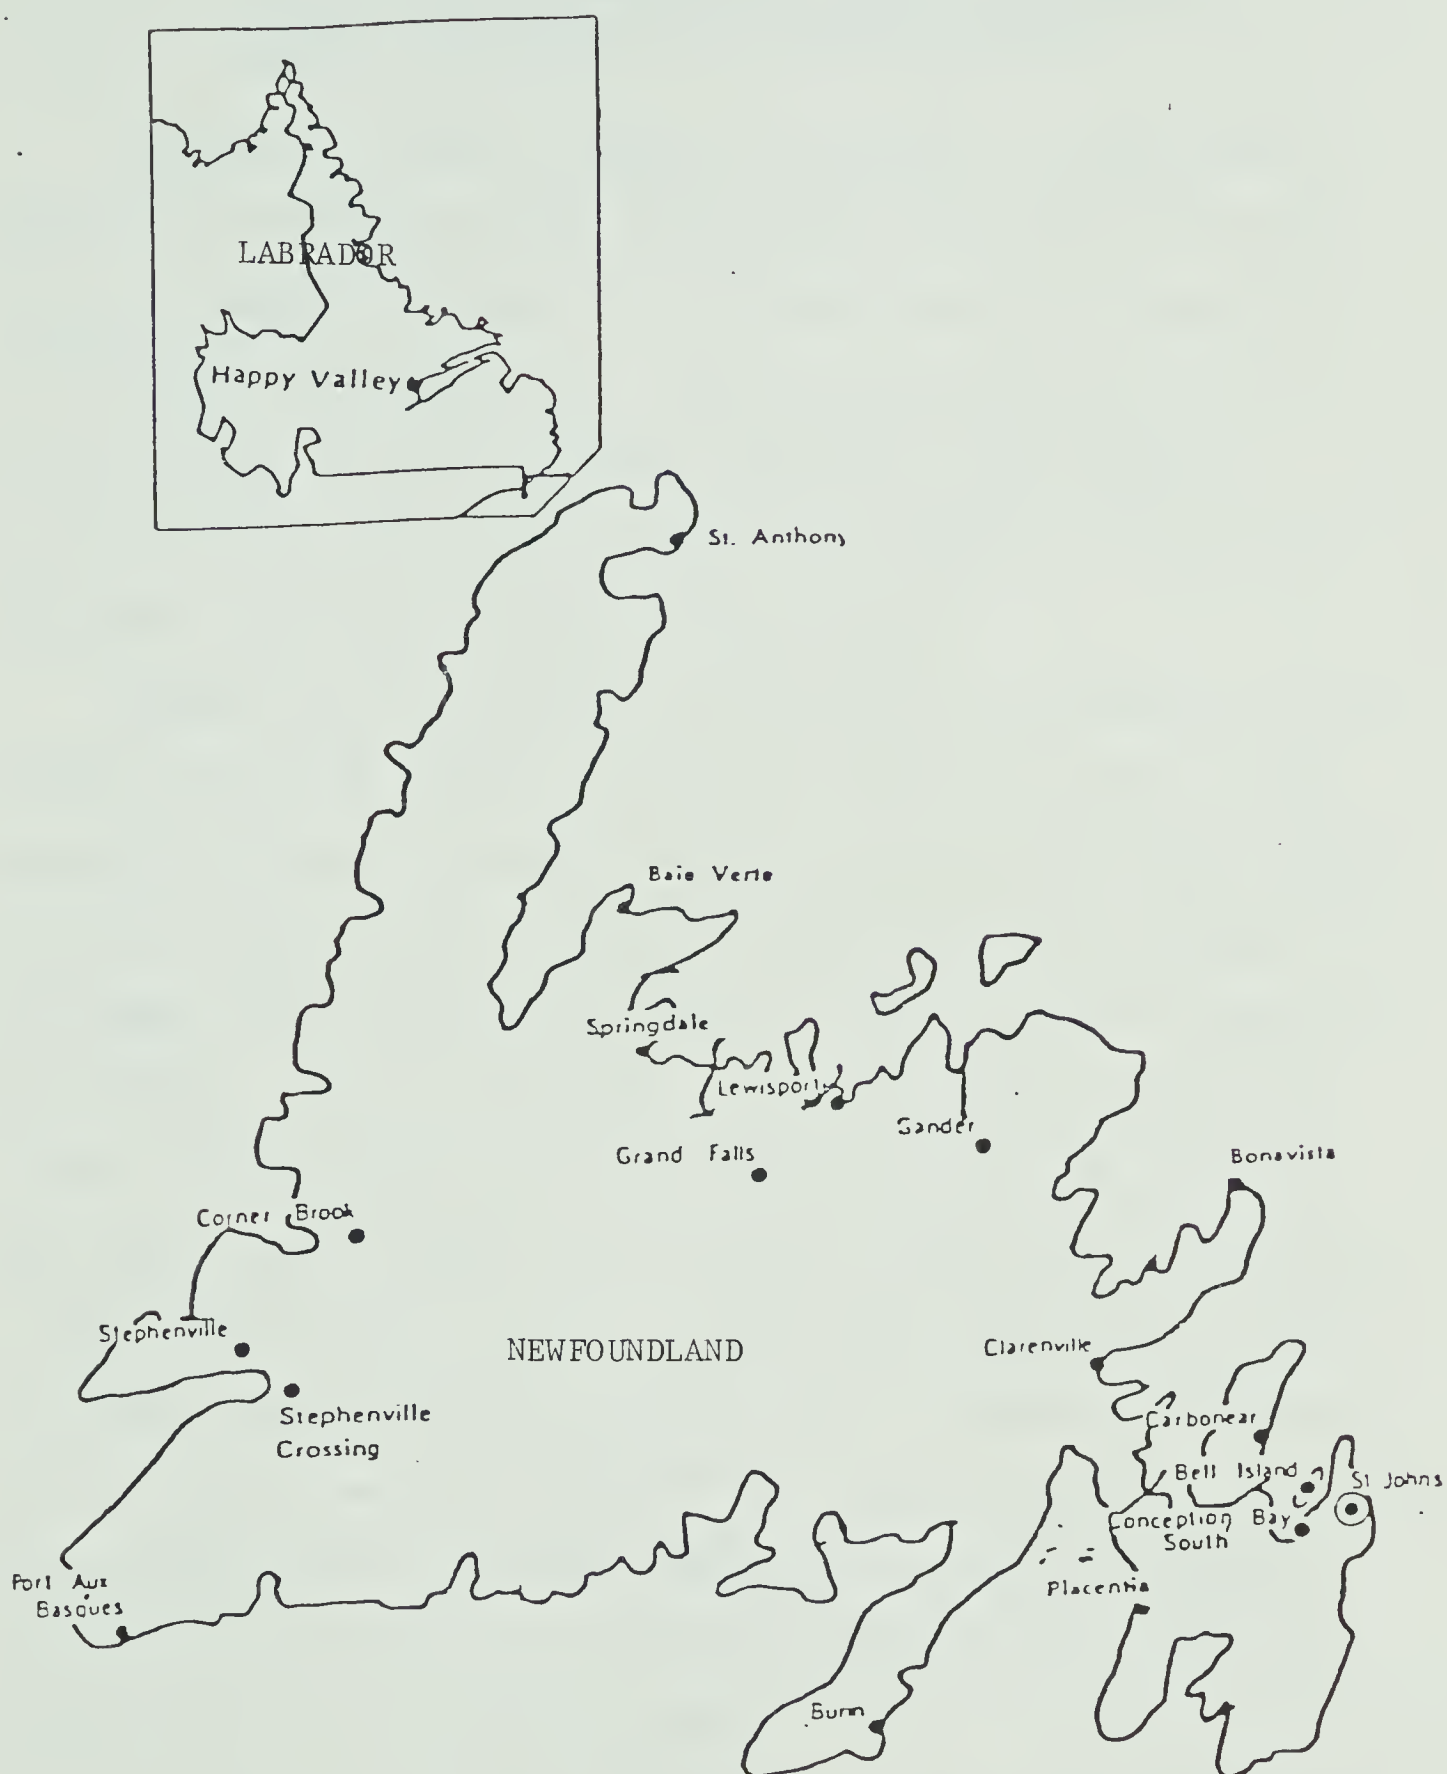 LABRADOR
Happy Valley
St. Anthony
Baie Verte
Springdale
Lewisporte
Gander
Grand Falls
Bonavista
Corner Brook
Stephenville
NEWFOUNDLAND
Clarenville
Stephenville
Crossing
Carbonear
Bell Island
St Johns
Conception Bay
South
Placentia
Port Aux
Basques
Burin